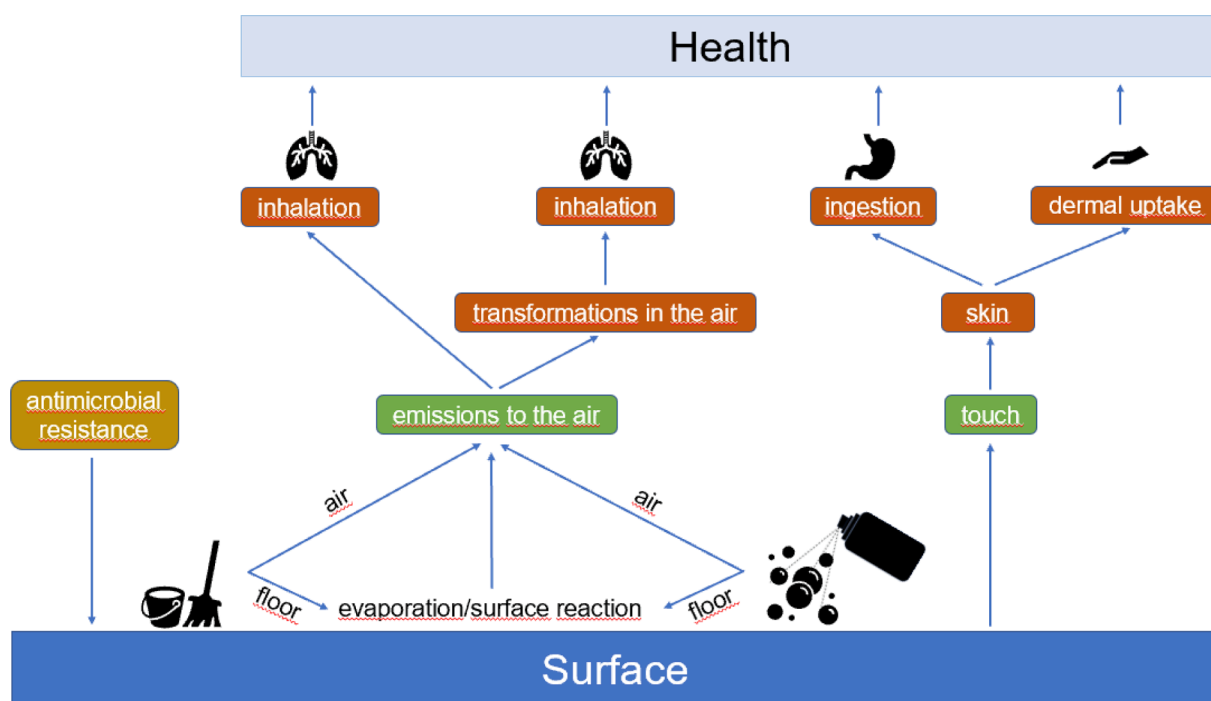 Health
inhalation
inhalation
ingestion
dermal uptake
transformations in the air
skin
antimicrobial
resistance
emissions to the air
touch
air
air
floor
evaporation/surface reaction
floor
Surface